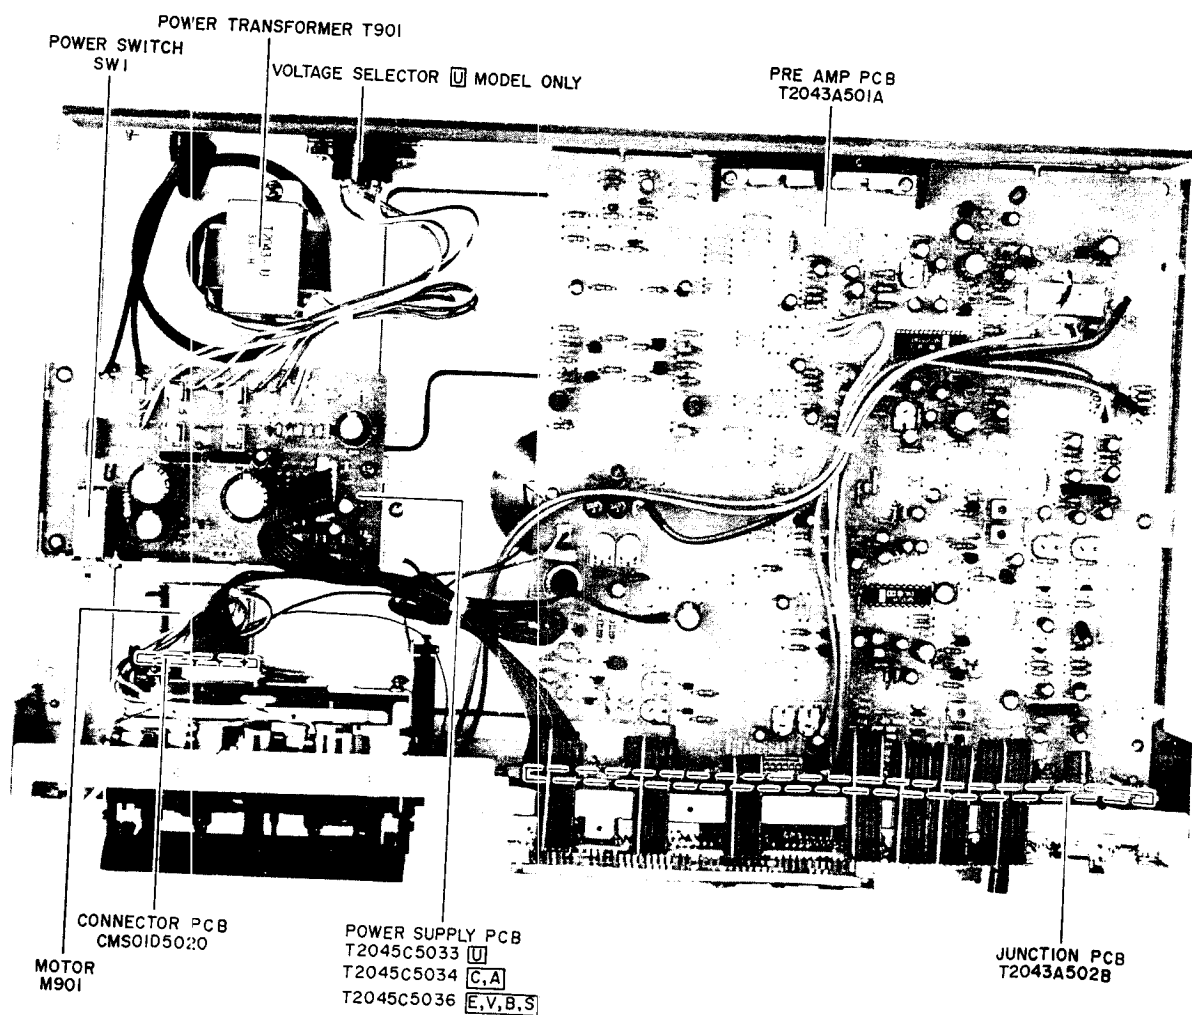 POWER TRANSFORMER T901
POWER SWITCH
SW1
VOLTAGE SELECTOR U MODEL ONLY
PRE AMP PCB
T2043A501A
T2043 U
CONNECTOR PCB
CMS01D5020
MOTOR
M901
POWER SUPPLY PCB
T2045C5033 U
T2045C5034 C,A
T2045C5036 E,V,B,S
JUNCTION PCB
T2043A502B